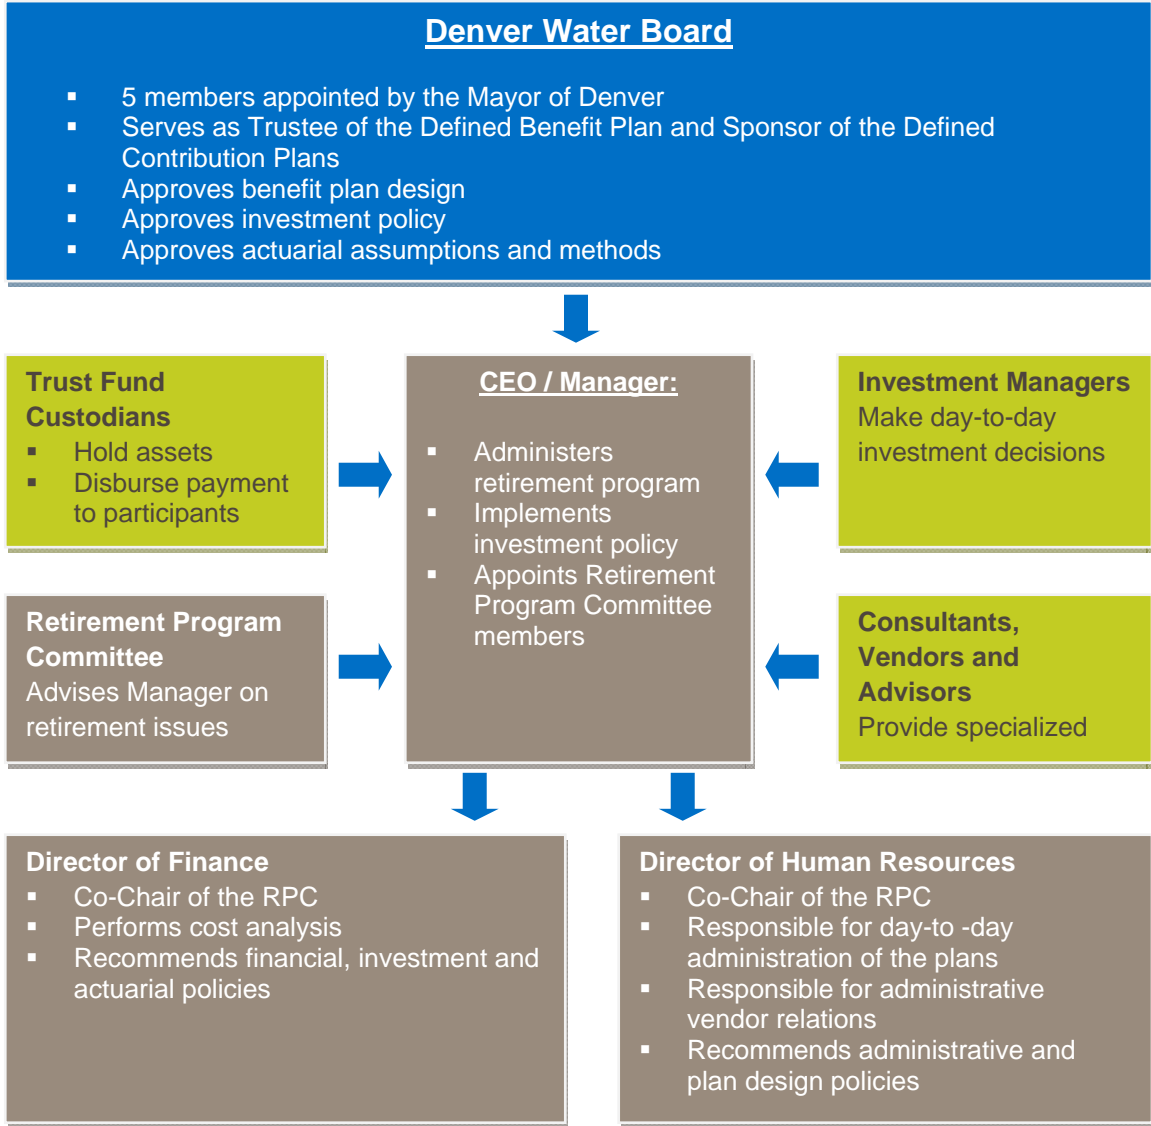 Denver Water Board
▪ 5 members appointed by the Mayor of Denver
▪ Serves as Trustee of the Defined Benefit Plan and Sponsor of the Defined
Contribution Plans
▪ Approves benefit plan design
▪ Approves investment policy
▪ Approves actuarial assumptions and methods
Trust Fund
Custodians
▪ Hold assets
▪ Disburse payment
to participants
CEO / Manager:
▪ Administers
retirement program
▪ Implements
investment policy
▪ Appoints Retirement
Program Committee
members
Investment Managers
Make day-to-day
investment decisions
Retirement Program
Committee
Advises Manager on
retirement issues
Consultants,
Vendors and
Advisors
Provide specialized
Director of Finance
▪ Co-Chair of the RPC
▪ Performs cost analysis
▪ Recommends financial, investment and
actuarial policies
Director of Human Resources
▪ Co-Chair of the RPC
▪ Responsible for day-to -day
administration of the plans
▪ Responsible for administrative
vendor relations
▪ Recommends administrative and
plan design policies